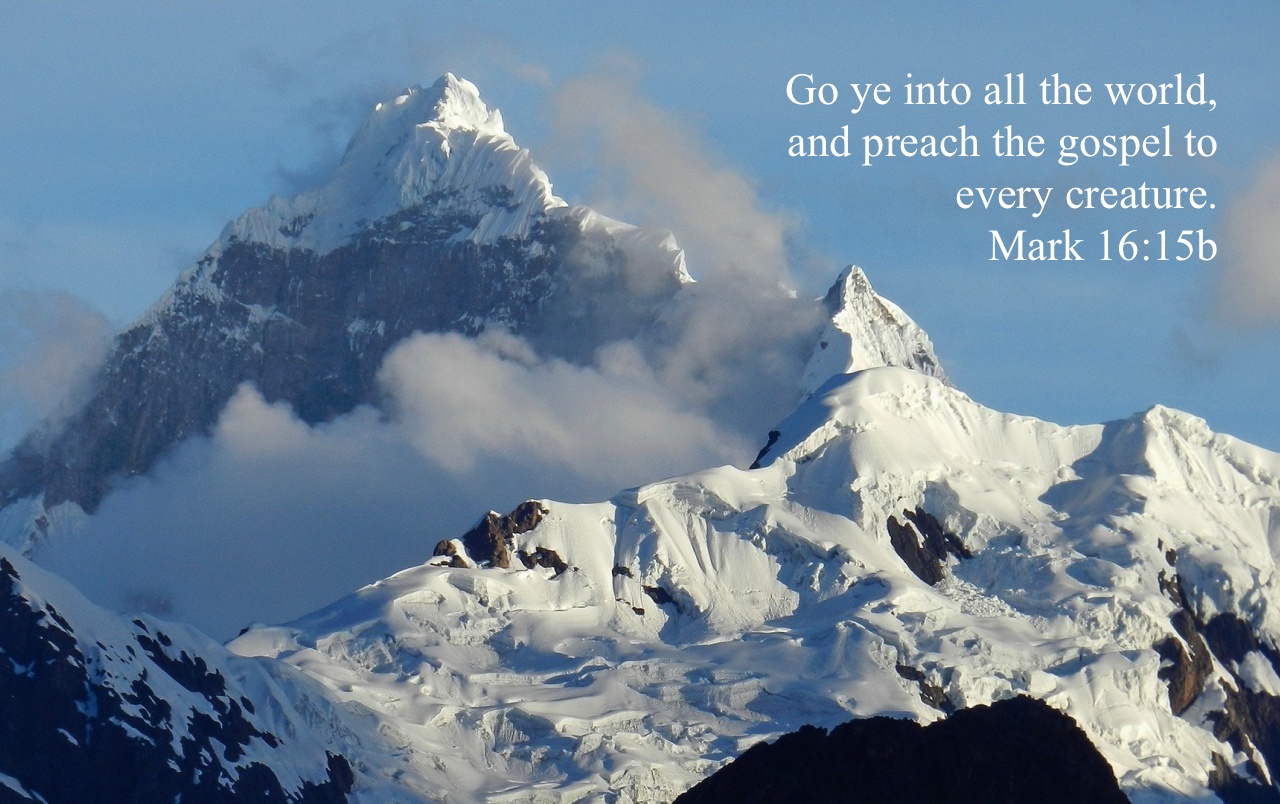 Go ye into all the world,
and preach the gospel to
every creature.
Mark 16:15b